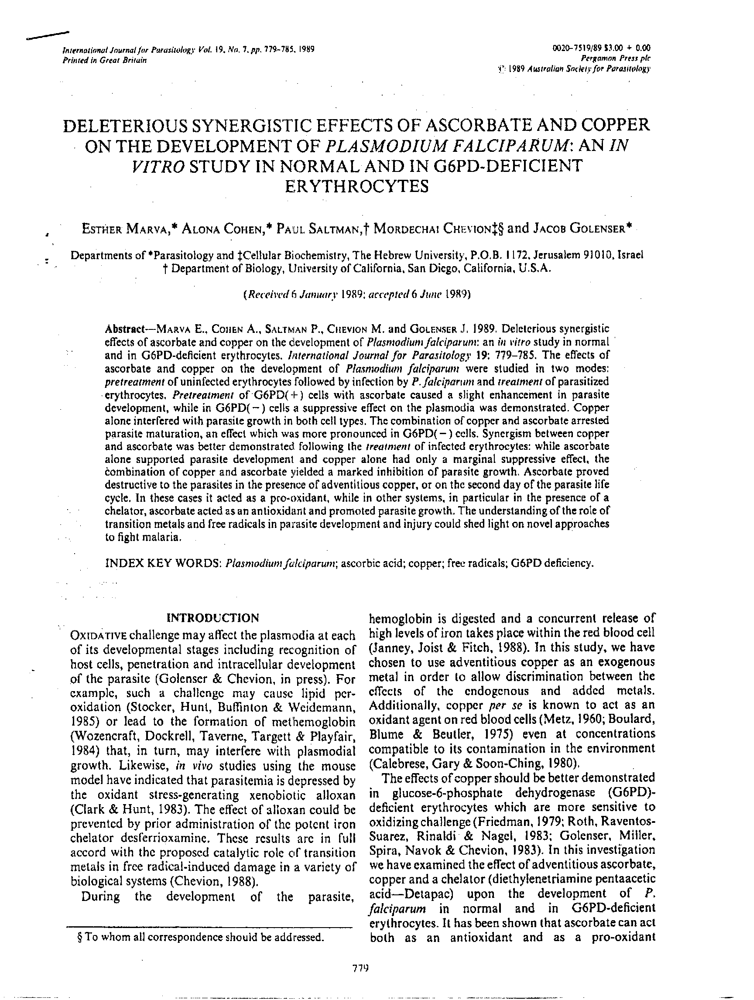 International Journal for Parasitology Vol. 19, No. 7, pp. 779-785, 1989
Printed in Great Britain
0020-7519/89 $3.00 + 0.00
Pergamon Press plc
© 1989 Australian Society for Parasitology
DELETERIOUS SYNERGISTIC EFFECTS OF ASCORBATE AND COPPER
ON THE DEVELOPMENT OF PLASMODIUM FALCIPARUM: AN IN
VITRO STUDY IN NORMAL AND IN G6PD-DEFICIENT
ERYTHROCYTES
ESTHER MARVA,* ALONA COHEN,* PAUL SALTMAN,† MORDECHAI CHEVION‡§ and JACOB GOLENSER*
Departments of *Parasitology and ‡Cellular Biochemistry, The Hebrew University, P.O.B. 1172, Jerusalem 91010, Israel
† Department of Biology, University of California, San Diego, California, U.S.A.
(Received 6 January 1989; accepted 6 June 1989)
Abstract—MARVA E., COHEN A., SALTMAN P., CHEVION M. and GOLENSER J. 1989. Deleterious synergistic
effects of ascorbate and copper on the development of Plasmodium falciparum: an in vitro study in normal
and in G6PD-deficient erythrocytes. International Journal for Parasitology 19: 779-785. The effects of
ascorbate and copper on the development of Plasmodium falciparum were studied in two modes:
pretreatment of uninfected erythrocytes followed by infection by P. falciparum and treatment of parasitized
erythrocytes. Pretreatment of G6PD(+) cells with ascorbate caused a slight enhancement in parasite
development, while in G6PD(−) cells a suppressive effect on the plasmodia was demonstrated. Copper
alone interfered with parasite growth in both cell types. The combination of copper and ascorbate arrested
parasite maturation, an effect which was more pronounced in G6PD(−) cells. Synergism between copper
and ascorbate was better demonstrated following the treatment of infected erythrocytes: while ascorbate
alone supported parasite development and copper alone had only a marginal suppressive effect, the
combination of copper and ascorbate yielded a marked inhibition of parasite growth. Ascorbate proved
destructive to the parasites in the presence of adventitious copper, or on the second day of the parasite life
cycle. In these cases it acted as a pro-oxidant, while in other systems, in particular in the presence of a
chelator, ascorbate acted as an antioxidant and promoted parasite growth. The understanding of the role of
transition metals and free radicals in parasite development and injury could shed light on novel approaches
to fight malaria.
INDEX KEY WORDS: Plasmodium falciparum; ascorbic acid; copper; free radicals; G6PD deficiency.
INTRODUCTION
OXIDATIVE challenge may affect the plasmodia at each
of its developmental stages including recognition of
host cells, penetration and intracellular development
of the parasite (Golenser & Chevion, in press). For
example, such a challenge may cause lipid per-
oxidation (Stocker, Hunt, Buffinton & Weidemann,
1985) or lead to the formation of methemoglobin
(Wozencraft, Dockrell, Taverne, Targett & Playfair,
1984) that, in turn, may interfere with plasmodial
growth. Likewise, in vivo studies using the mouse
model have indicated that parasitemia is depressed by
the oxidant stress-generating xenobiotic alloxan
(Clark & Hunt, 1983). The effect of alloxan could be
prevented by prior administration of the potent iron
chelator desferrioxamine. These results are in full
accord with the proposed catalytic role of transition
metals in free radical-induced damage in a variety of
biological systems (Chevion, 1988).
During the development of the parasite,
§ To whom all correspondence should be addressed.
hemoglobin is digested and a concurrent release of
high levels of iron takes place within the red blood cell
(Janney, Joist & Fitch, 1988). In this study, we have
chosen to use adventitious copper as an exogenous
metal in order to allow discrimination between the
effects of the endogenous and added metals.
Additionally, copper per se is known to act as an
oxidant agent on red blood cells (Metz, 1960; Boulard,
Blume & Beutler, 1975) even at concentrations
compatible to its contamination in the environment
(Calebrese, Gary & Soon-Ching, 1980).
The effects of copper should be better demonstrated
in glucose-6-phosphate dehydrogenase (G6PD)-
deficient erythrocytes which are more sensitive to
oxidizing challenge (Friedman, 1979; Roth, Raventos-
Suarez, Rinaldi & Nagel, 1983; Golenser, Miller,
Spira, Navok & Chevion, 1983). In this investigation
we have examined the effect of adventitious ascorbate,
copper and a chelator (diethylenetriamine pentaacetic
acid—Detapac) upon the development of P.
falciparum in normal and in G6PD-deficient
erythrocytes. It has been shown that ascorbate can act
both as an antioxidant and as a pro-oxidant
779